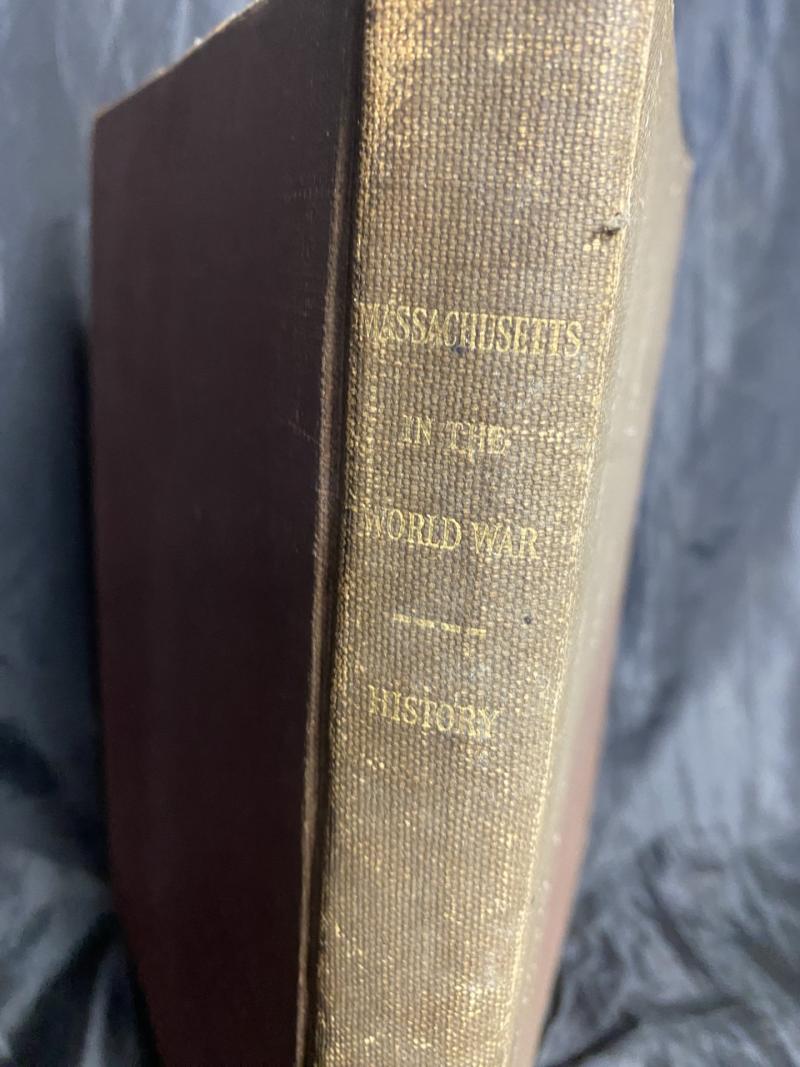 MASSACHUSETTS
IN THE
WORLD WAR
HISTORY